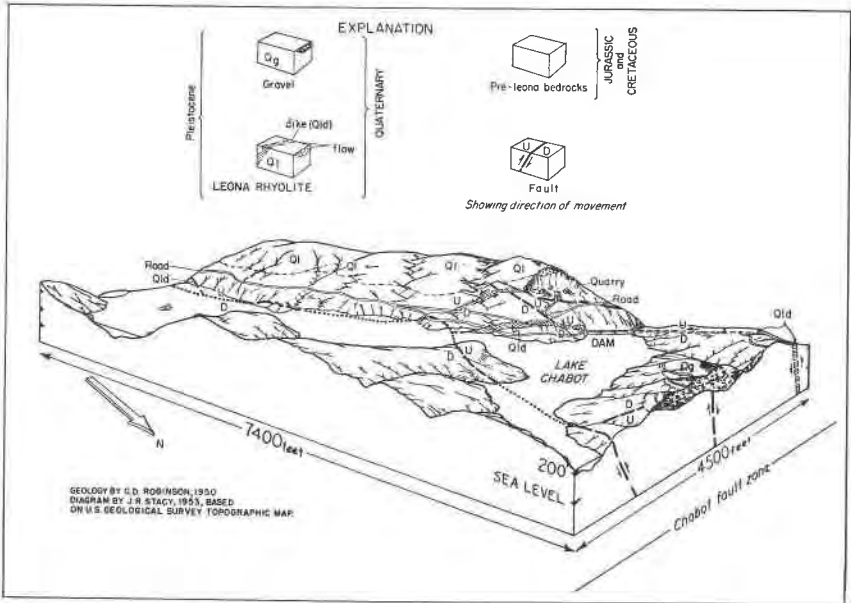 EXPLANATION
Pleistocene
Qg
Gravel
dike (Qld)
flow
Ql
LEONA RHYOLITE
QUATERNARY
Pre-leona bedrocks
JURASSIC
and
CRETACEOUS
U D
Fault
Showing direction of movement
Road
Qld
Ql
Ql
Ql
Ql
Quarry
Road
Qld
D
U
D
U
D
U
D
Qld
DAM
U
D
D U
LAKE
CHABOT
U
Qg
D
U
N
7400 feet
200
SEA LEVEL
4500 feet
Chabot fault zone
GEOLOGY BY G.D. ROBINSON, 1950
DIAGRAM BY J.R. STACY, 1953, BASED
ON U.S. GEOLOGICAL SURVEY TOPOGRAPHIC MAP.